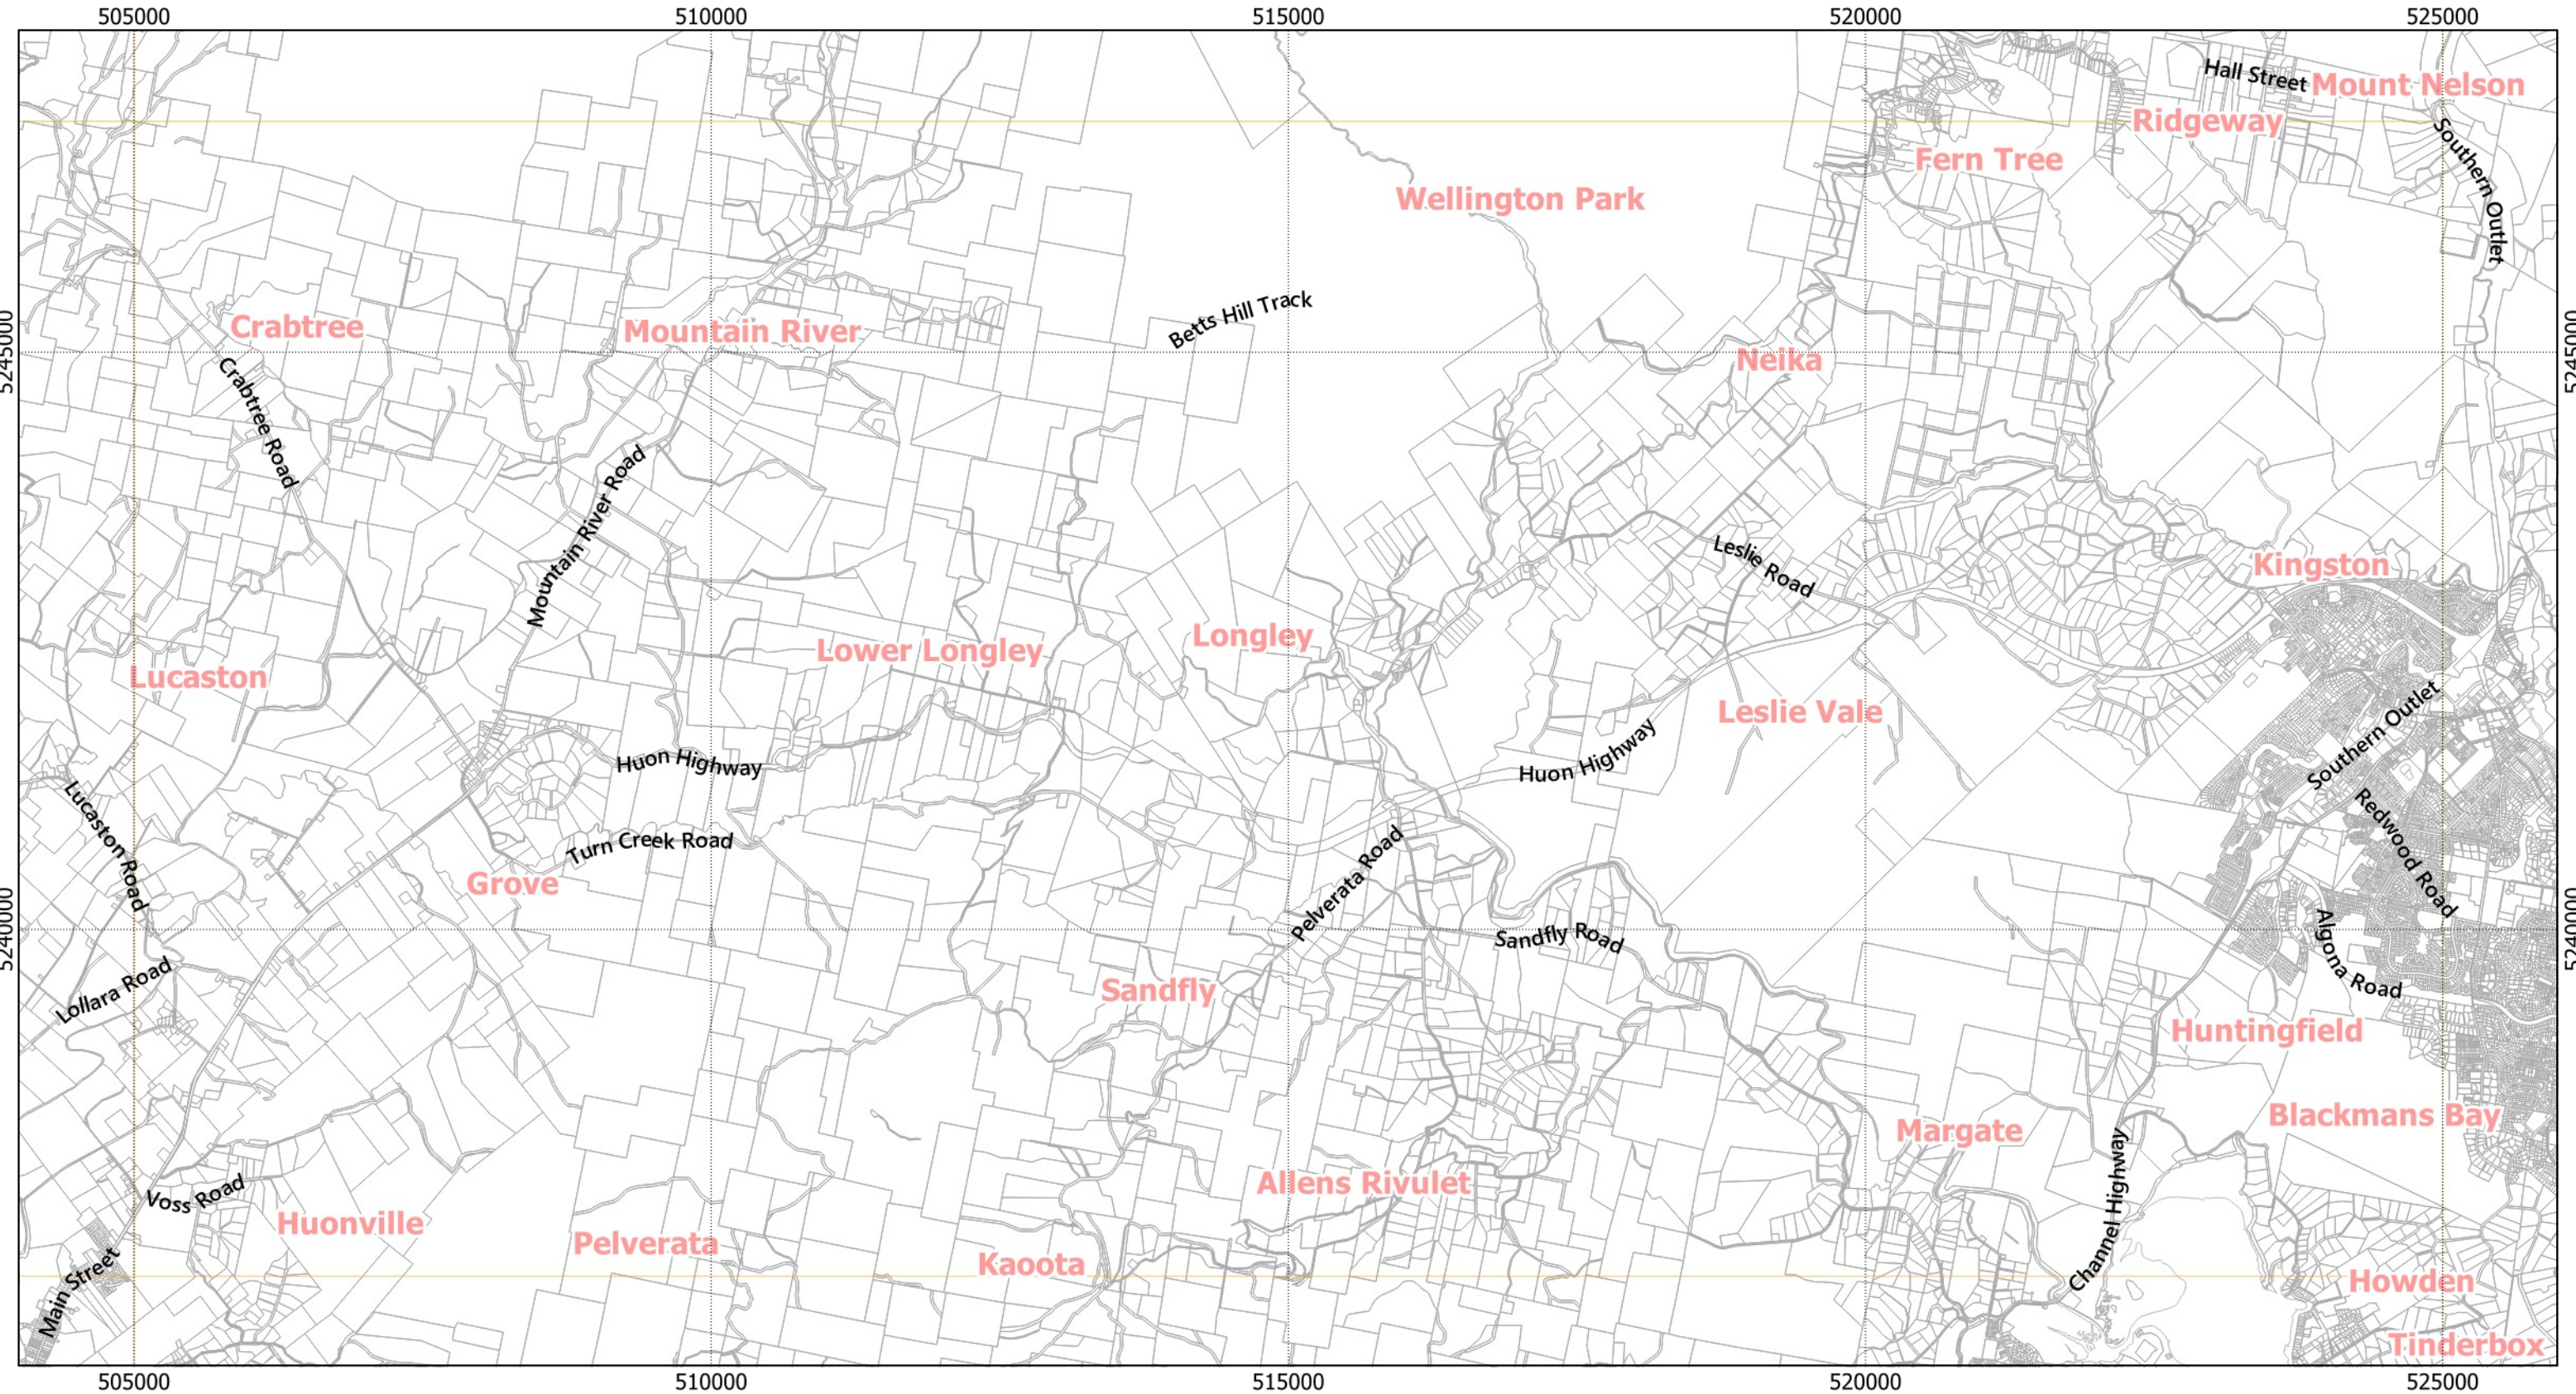 505000
510000
515000
520000
525000
Hall Street
Mount Nelson
Ridgeway
Southern Outlet
Fern Tree
Wellington Park
Betts Hill Track
Crabtree
Mountain River
Neika
5245000
5245000
Crabtree Road
Mountain River Road
Leslie Road
Kingston
Longley
Lower Longley
Lucaston
Leslie Vale
Southern Outlet
Huon Highway
Huon Highway
Lucaston Road
Turn Creek Road
Pelverata Road
Redwood Road
Grove
5240000
5240000
Sandfly Road
Algona Road
Lollara Road
Sandfly
Huntingfield
Blackmans Bay
Margate
Voss Road
Allens Rivulet
Channel Highway
Huonville
Pelverata
Kaoota
Main Street
Howden
Tinderbox
505000
510000
515000
520000
525000